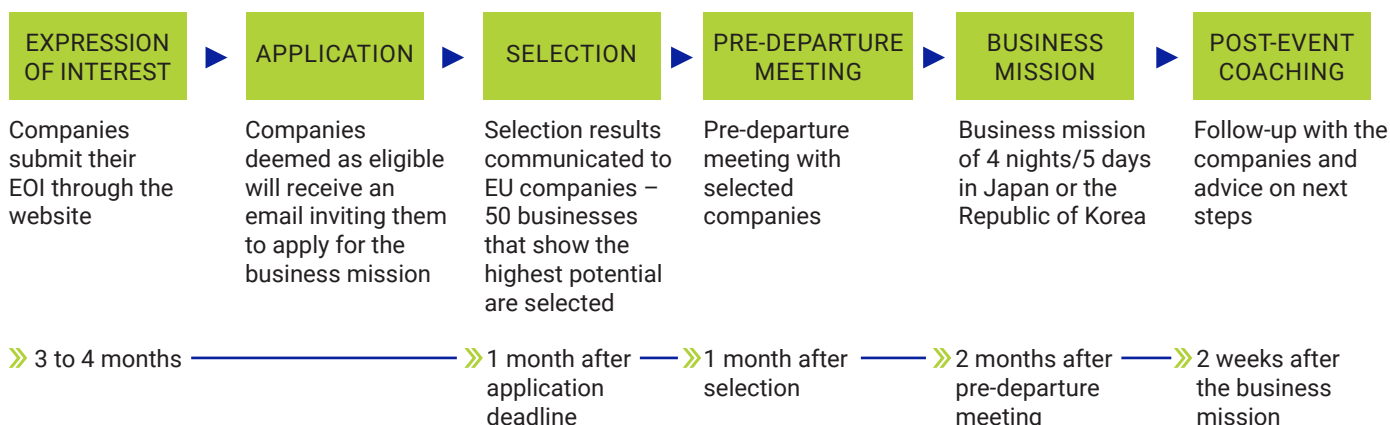 EXPRESSION
OF INTEREST
APPLICATION
SELECTION
PRE-DEPARTURE
MEETING
BUSINESS
MISSION
POST-EVENT
COACHING
Companies
submit their
EOI through the
website
Companies
deemed as eligible
will receive an
email inviting them
to apply for the
business mission
Selection results
communicated to
EU companies –
50 businesses
that show the
highest potential
are selected
Pre-departure
meeting with
selected
companies
Business mission
of 4 nights/5 days
in Japan or the
Republic of Korea
Follow-up with the
companies and
advice on next
steps
3 to 4 months
1 month after
application
deadline
1 month after
selection
2 months after
pre-departure
meeting
2 weeks after
the business
mission